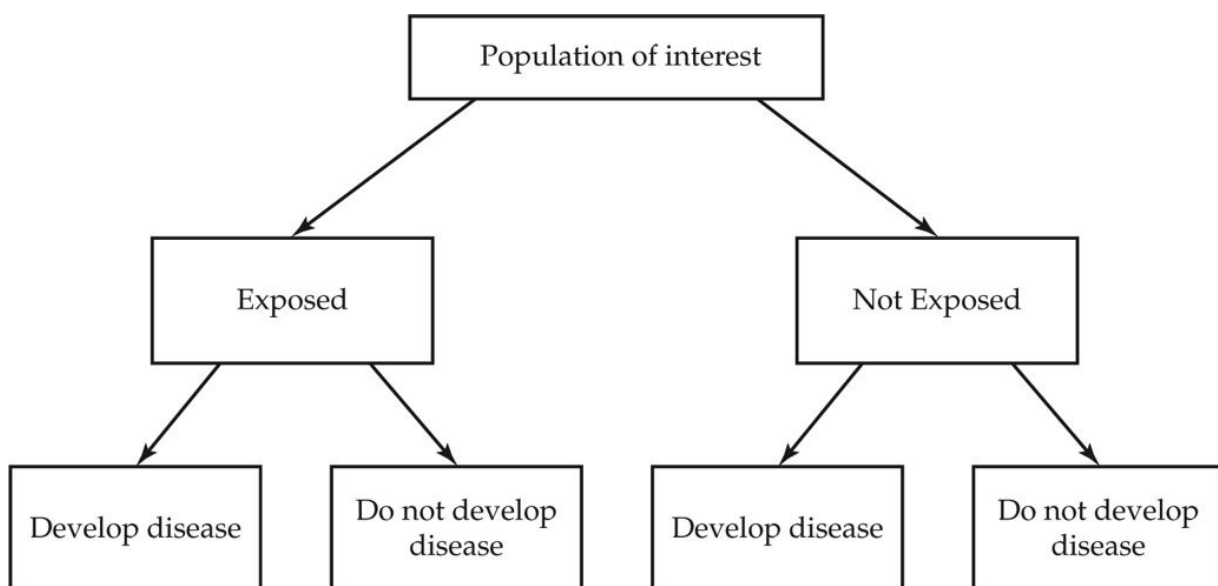 Population of interest
Exposed
Not Exposed
Develop disease
Do not develop
disease
Develop disease
Do not develop
disease